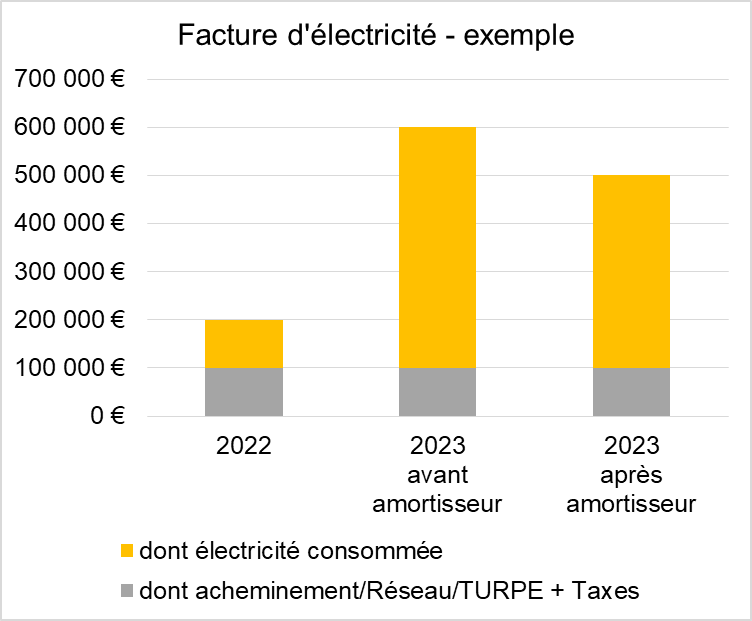 Facture d'électricité - exemple
700 000 €
600 000 €
500 000 €
400 000 €
300 000 €
200 000 €
100 000 €
0 €
2022
2023
avant
amortisseur
2023
après
amortisseur
dont électricité consommée
dont acheminement/Réseau/TURPE + Taxes